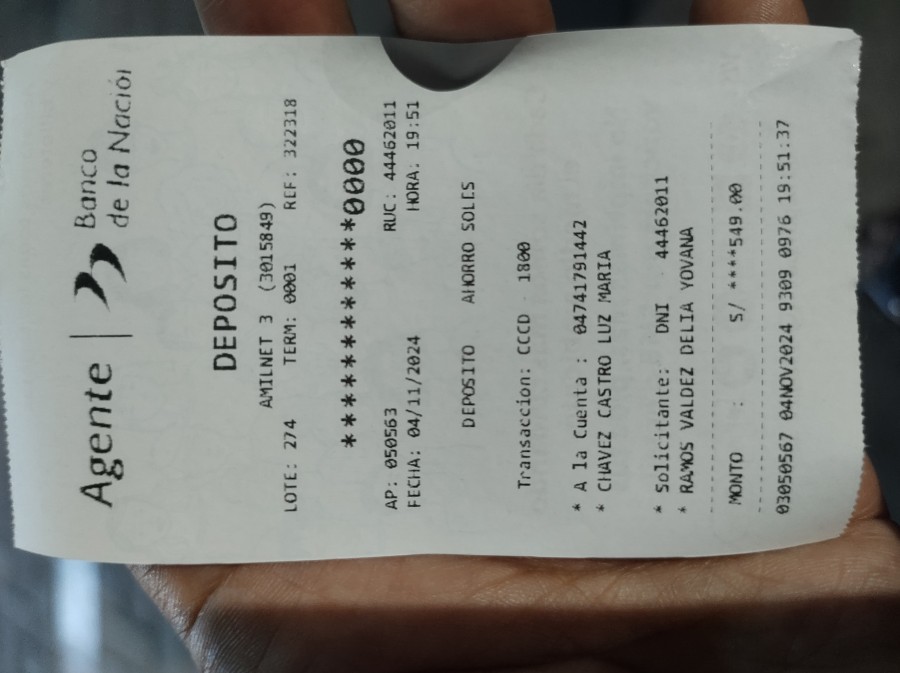 Agente | Banco
de la Nación
DEPOSITO
AMILNET 3 (3015849)
LOTE: 274 TERM: 0001 REF: 322318
************0000
AP: 050563 RUC: 44462011
FECHA: 04/11/2024 HORA: 19:51
DEPOSITO AHORRO SOLES
Transaccion: CCCD - 1800
* A la Cuenta : 04741791442
* CHAVEZ CASTRO LUZ MARIA
* Solicitante: DNI - 44462011
* RAMOS VALDEZ DELIA YOVANA
MONTO : S/ ****549.00
03050567 04NOV2024 9309 0976 19:51:37